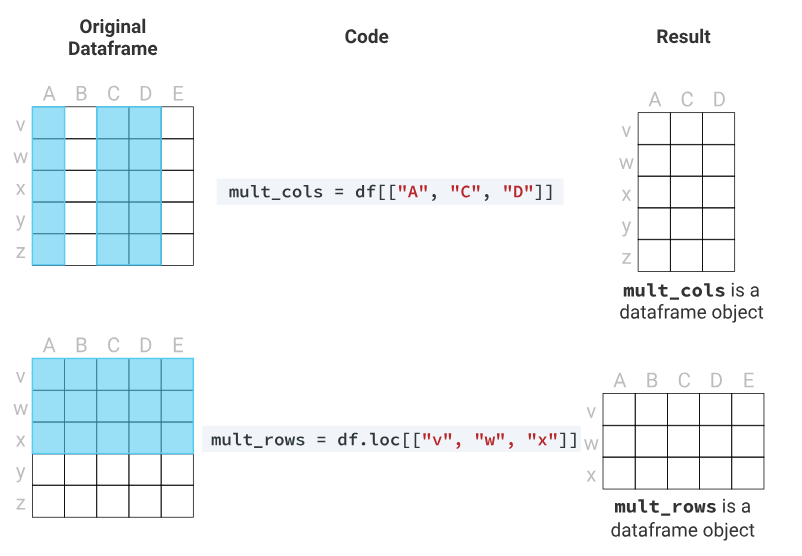 Original
Dataframe
Code
Result
A B C D E
v
w
x
y
z
mult_cols = df[["A", "C", "D"]]
A C D
v
w
x
y
z
mult_cols is a
dataframe object
A B C D E
v
w
x
y
z
mult_rows = df.loc[["v", "w", "x"]]
A B C D E
v
w
x
mult_rows is a
dataframe object